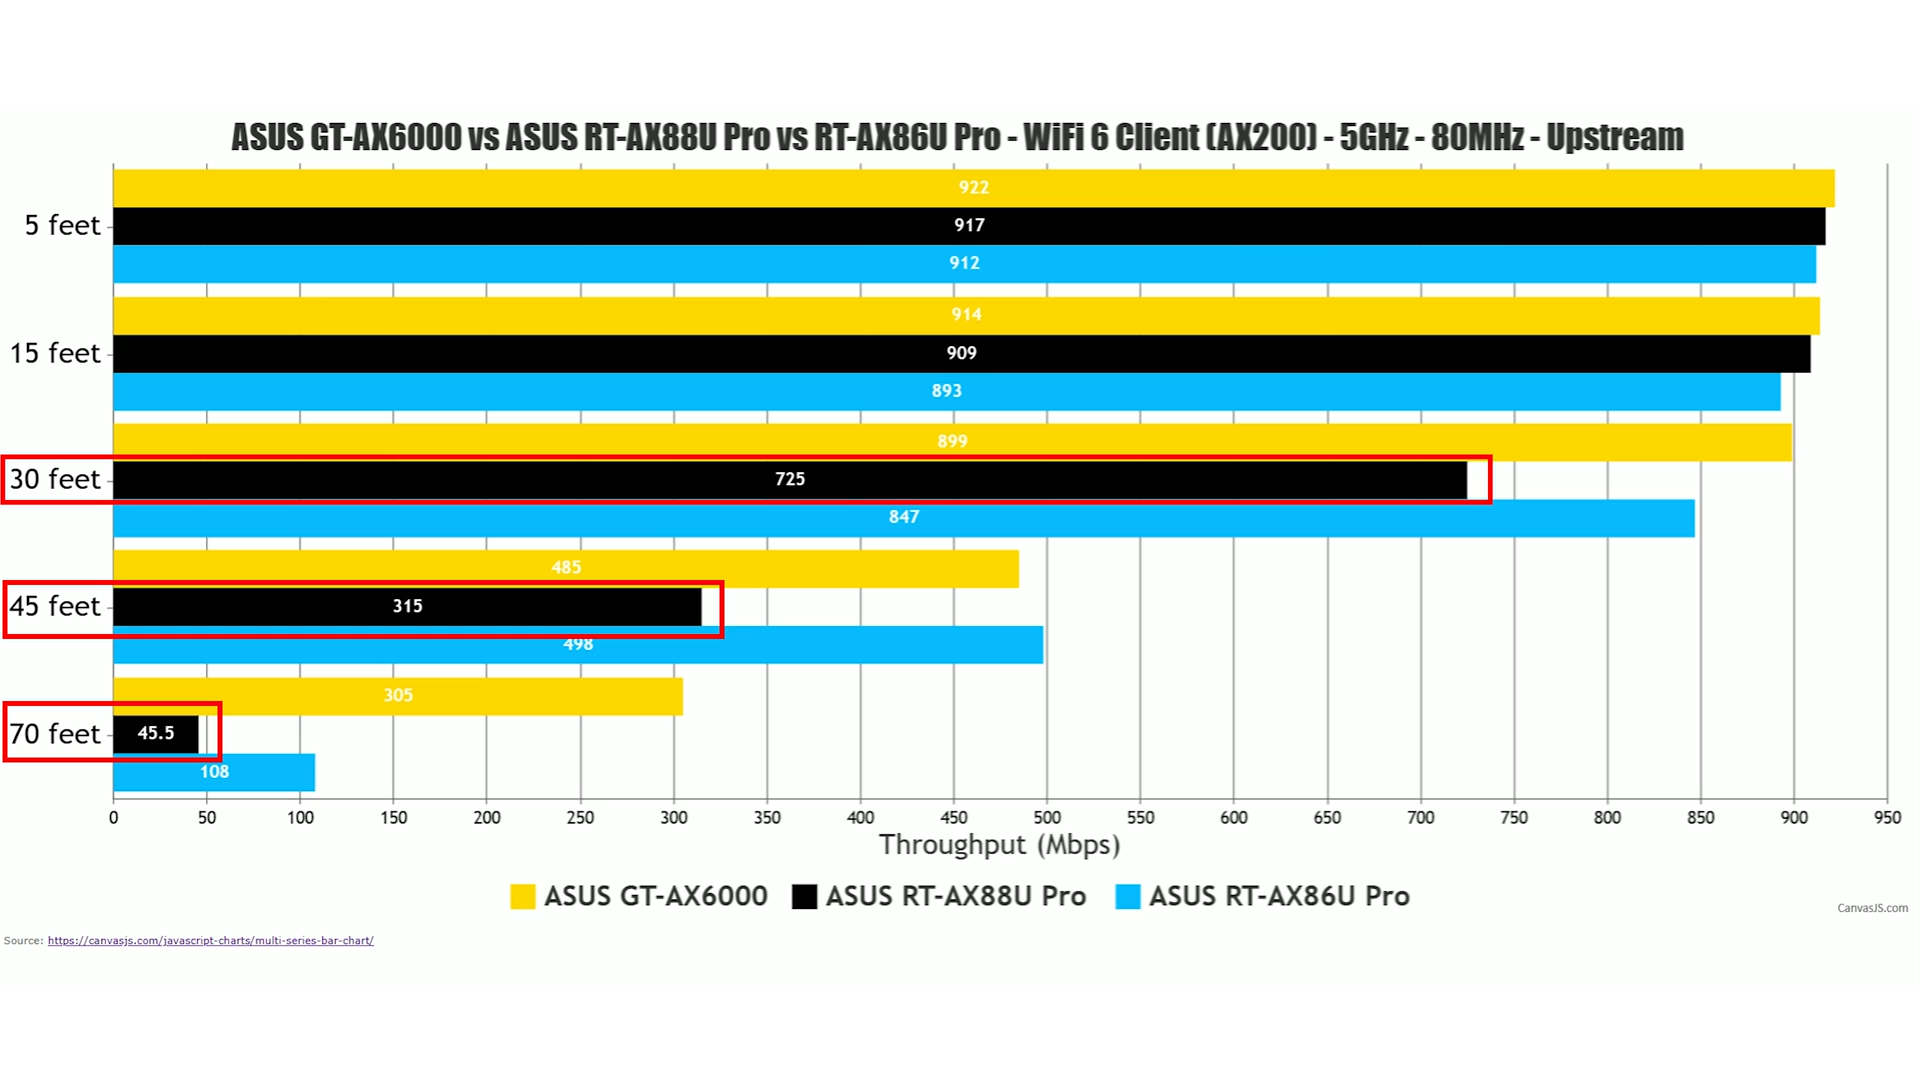 ASUS GT-AX6000 vs ASUS RT-AX88U Pro vs RT-AX86U Pro - WiFi 6 Client (AX200) - 5GHz - 80MHz - Upstream
5 feet
922
917
912
15 feet
914
909
893
30 feet
899
725
847
45 feet
485
315
498
70 feet
305
45.5
108
0 50 100 150 200 250 300 350 400 450 500 550 600 650 700 750 800 850 900 950
Throughput (Mbps)
ASUS GT-AX6000 ASUS RT-AX88U Pro ASUS RT-AX86U Pro
CanvasJS.com
Source: https://canvasjs.com/javascript-charts/multi-series-bar-chart/